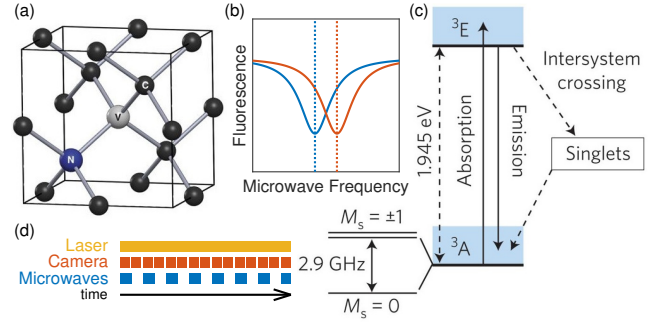 (a)
C
V
N
(b)
Fluorescence
Microwave Frequency
(c)
³E
Intersystem
crossing
1.945 eV
Absorption
Emission
Singlets
³A
Mₛ = ±1
2.9 GHz
Mₛ = 0
(d)
Laser
Camera
Microwaves
time